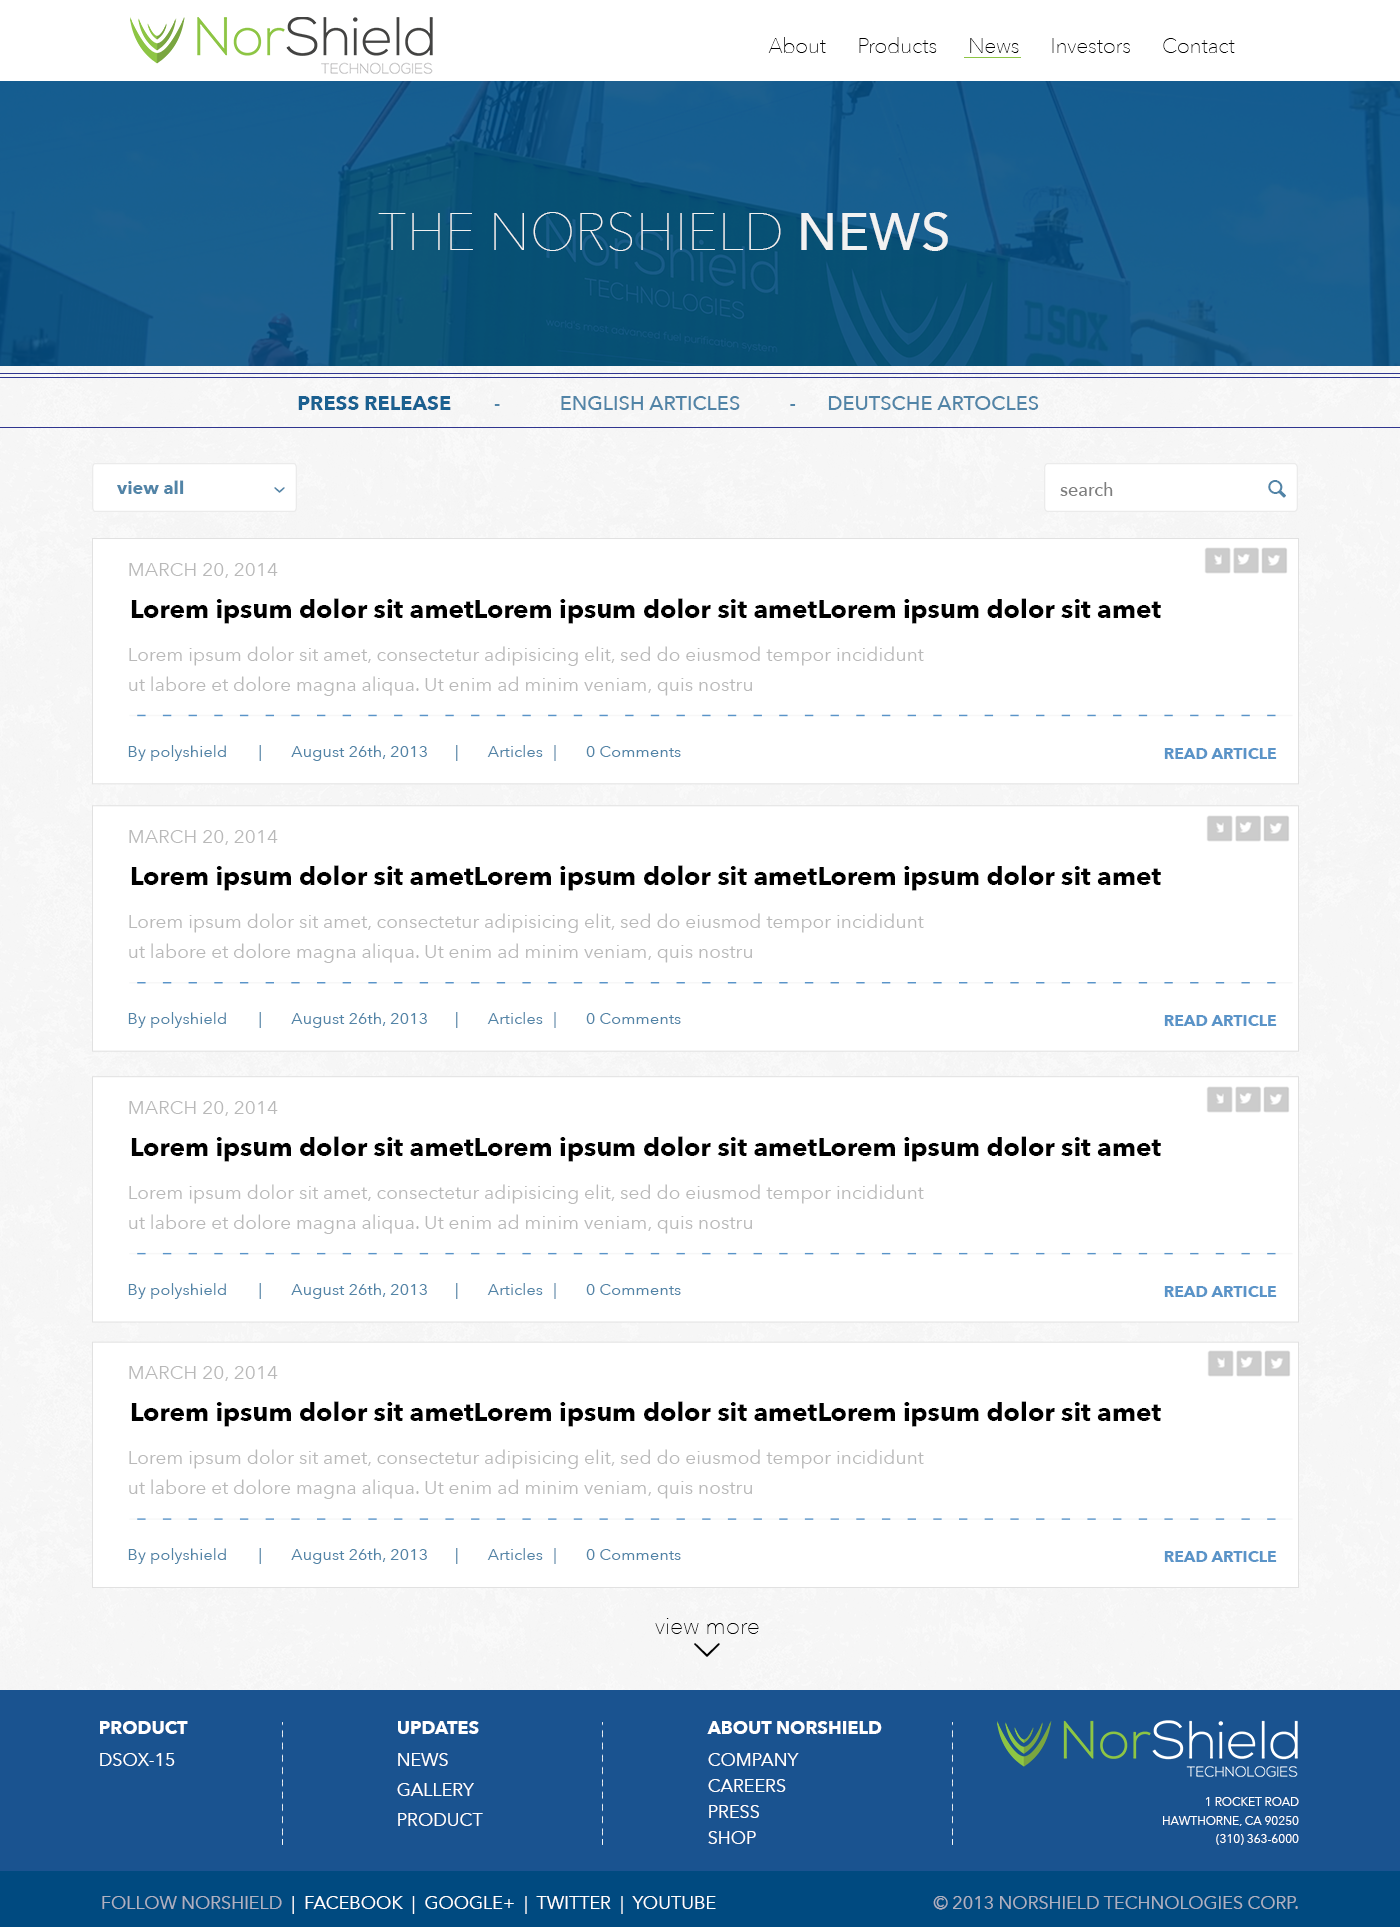 NorShield
TECHNOLOGIES
About Products News Investors Contact
THE NORSHIELD NEWS
NorShield
TECHNOLOGIES
world's most advanced fuel purification system
DSOX
PRESS RELEASE - ENGLISH ARTICLES - DEUTSCHE ARTOCLES
view all
search
MARCH 20, 2014
Lorem ipsum dolor sit ametLorem ipsum dolor sit ametLorem ipsum dolor sit amet
Lorem ipsum dolor sit amet, consectetur adipisicing elit, sed do eiusmod tempor incididunt
ut labore et dolore magna aliqua. Ut enim ad minim veniam, quis nostru
By polyshield | August 26th, 2013 | Articles | 0 Comments
READ ARTICLE
MARCH 20, 2014
Lorem ipsum dolor sit ametLorem ipsum dolor sit ametLorem ipsum dolor sit amet
Lorem ipsum dolor sit amet, consectetur adipisicing elit, sed do eiusmod tempor incididunt
ut labore et dolore magna aliqua. Ut enim ad minim veniam, quis nostru
By polyshield | August 26th, 2013 | Articles | 0 Comments
READ ARTICLE
MARCH 20, 2014
Lorem ipsum dolor sit ametLorem ipsum dolor sit ametLorem ipsum dolor sit amet
Lorem ipsum dolor sit amet, consectetur adipisicing elit, sed do eiusmod tempor incididunt
ut labore et dolore magna aliqua. Ut enim ad minim veniam, quis nostru
By polyshield | August 26th, 2013 | Articles | 0 Comments
READ ARTICLE
MARCH 20, 2014
Lorem ipsum dolor sit ametLorem ipsum dolor sit ametLorem ipsum dolor sit amet
Lorem ipsum dolor sit amet, consectetur adipisicing elit, sed do eiusmod tempor incididunt
ut labore et dolore magna aliqua. Ut enim ad minim veniam, quis nostru
By polyshield | August 26th, 2013 | Articles | 0 Comments
READ ARTICLE
view more
PRODUCT
DSOX-15
UPDATES
NEWS
GALLERY
PRODUCT
ABOUT NORSHIELD
COMPANY
CAREERS
PRESS
SHOP
NorShield
TECHNOLOGIES
1 ROCKET ROAD
HAWTHORNE, CA 90250
(310) 363-6000
FOLLOW NORSHIELD | FACEBOOK | GOOGLE+ | TWITTER | YOUTUBE
© 2013 NORSHIELD TECHNOLOGIES CORP.